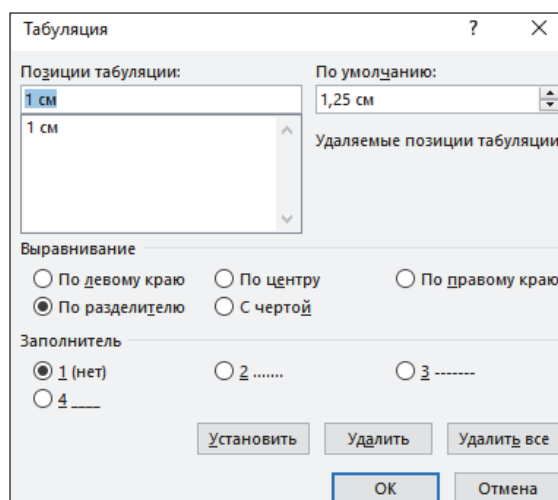 Табуляция ?
Позиции табуляции: По умолчанию:
1 см 1,25 см
1 см
Удаляемые позиции табуляции
Выравнивание
По левому краю По центру По правому краю
По разделителю С чертой
Заполнитель
1 (нет) 2 ....... 3 -------
4 ____
Установить Удалить Удалить все
ОК Отмена